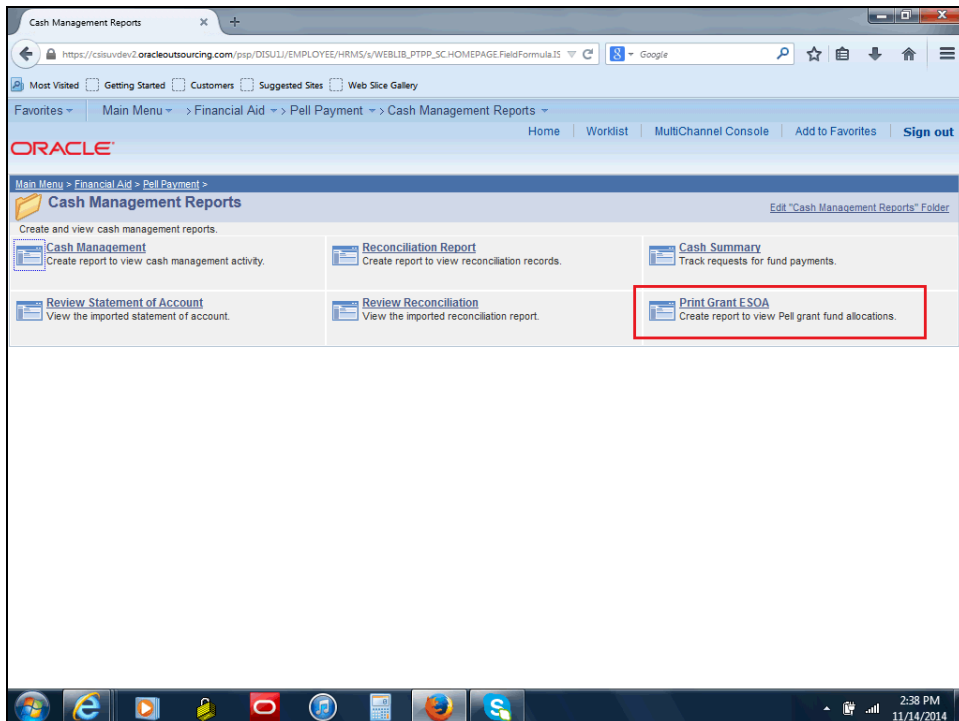 Cash Management Reports
https://csisuvdev2.oracleoutsourcing.com/psp/DISU1J/EMPLOYEE/HRMS/s/WEBLIB_PTPP_SC.HOMEPAGE.FieldFormula.IS
8 Google
Most Visited Getting Started Customers Suggested Sites Web Slice Gallery
Favorites Main Menu > Financial Aid > Pell Payment > Cash Management Reports
Home Worklist MultiChannel Console Add to Favorites Sign out
ORACLE
Main Menu > Financial Aid > Pell Payment >
Cash Management Reports
Edit "Cash Management Reports" Folder
Create and view cash management reports.
Cash Management
Create report to view cash management activity.
Reconciliation Report
Create report to view reconciliation records.
Cash Summary
Track requests for fund payments.
Review Statement of Account
View the imported statement of account.
Review Reconciliation
View the imported reconciliation report.
Print Grant ESOA
Create report to view Pell grant fund allocations.
2:38 PM
11/14/2014